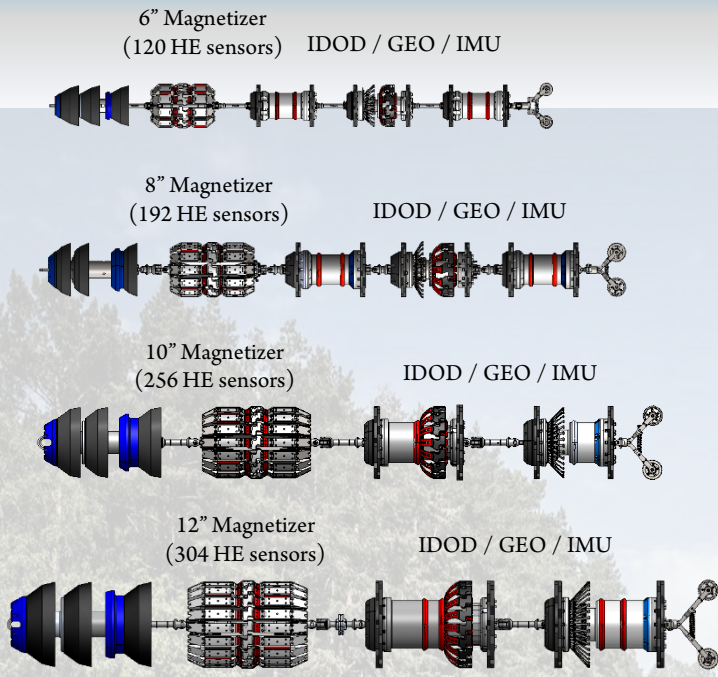 6” Magnetizer
(120 HE sensors)
IDOD / GEO / IMU
8” Magnetizer
(192 HE sensors)
IDOD / GEO / IMU
10” Magnetizer
(256 HE sensors)
IDOD / GEO / IMU
12” Magnetizer
(304 HE sensors)
IDOD / GEO / IMU